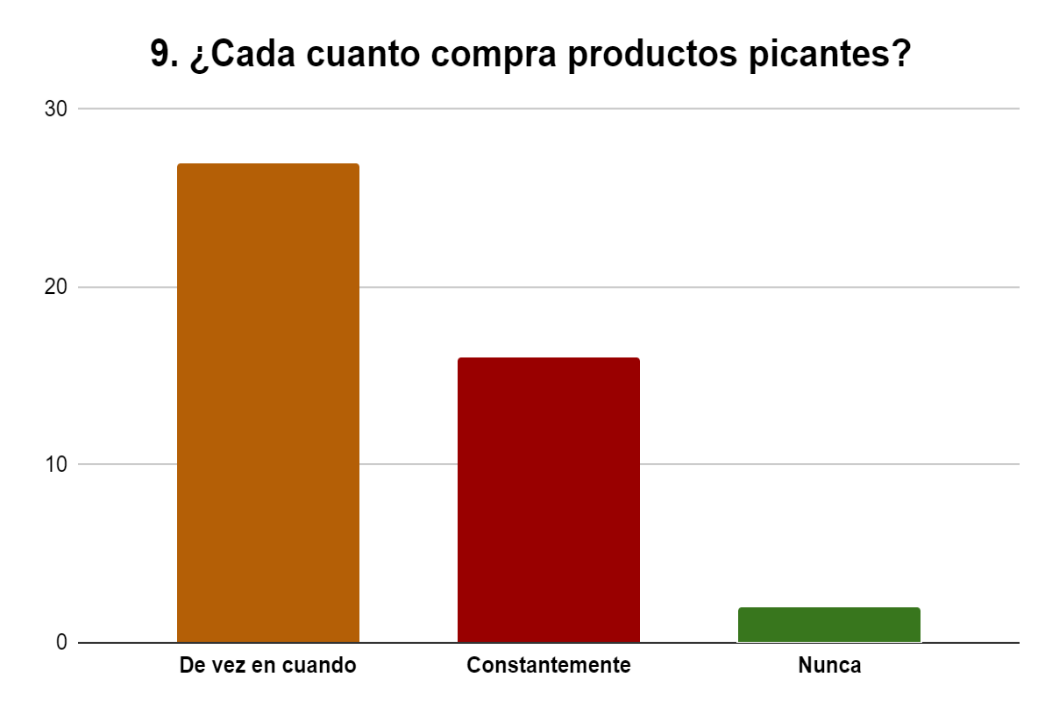 9. ¿Cada cuanto compra productos picantes?
30
20
10
0
De vez en cuando
Constantemente
Nunca